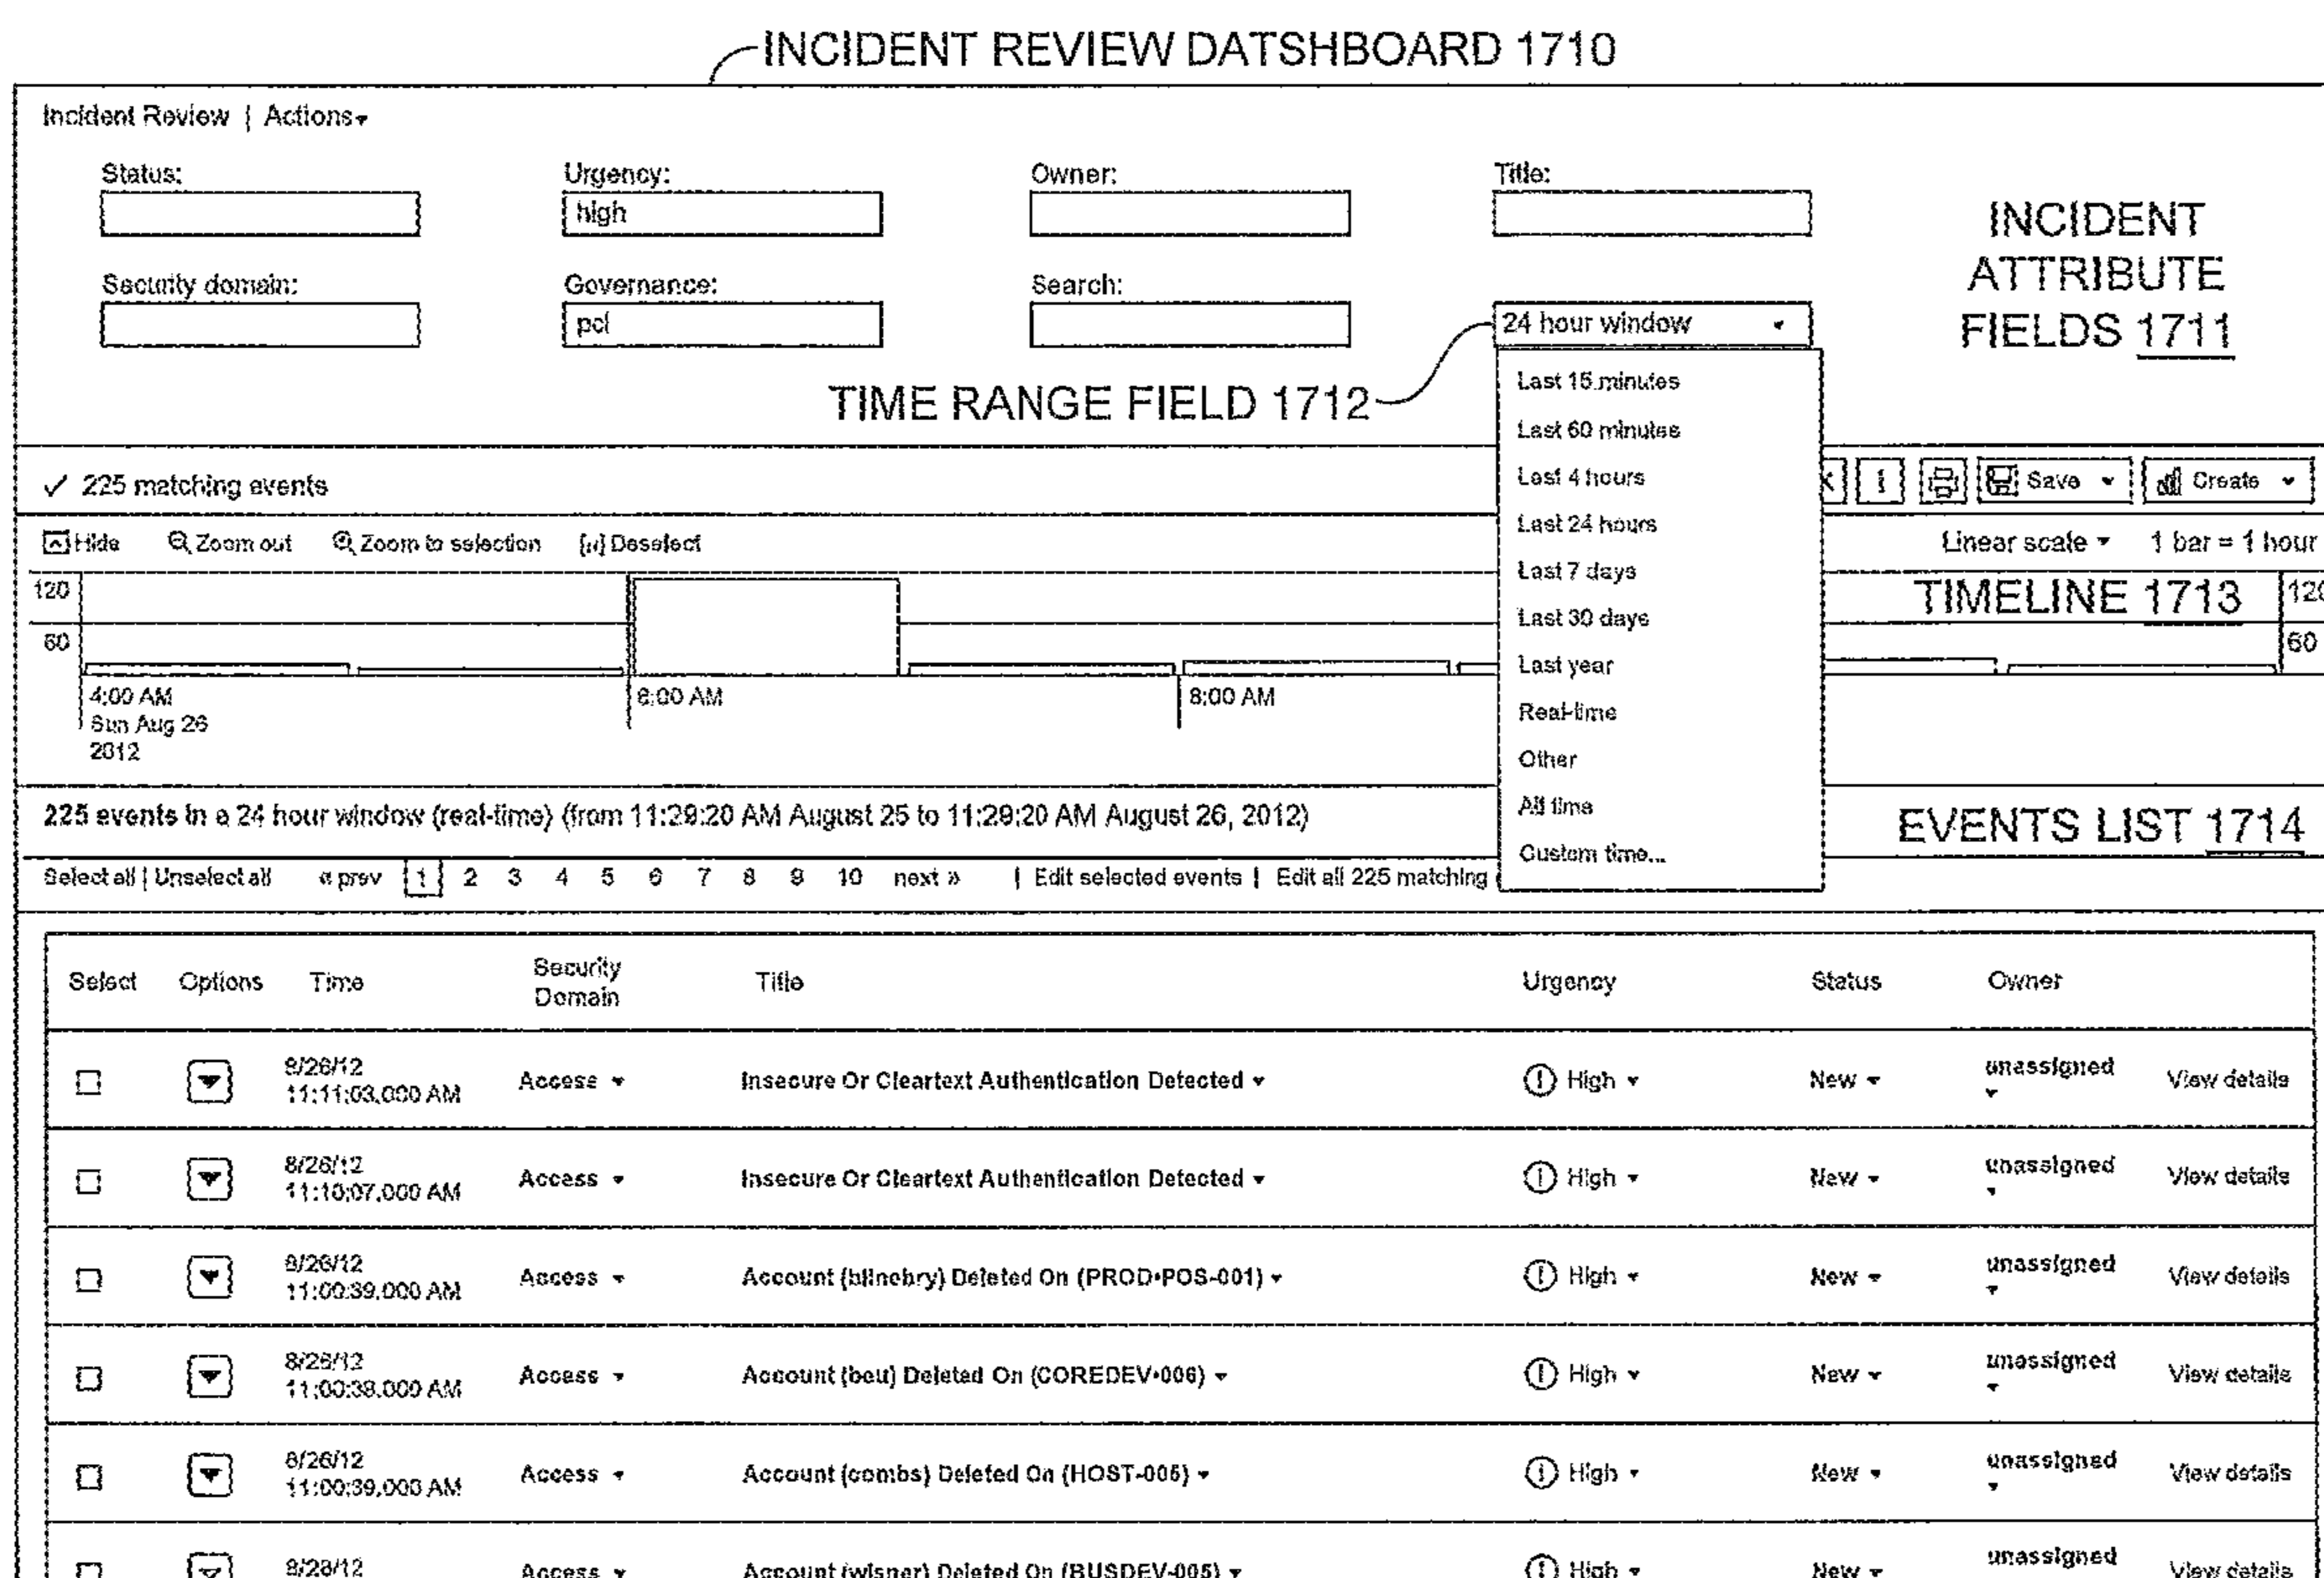 INCIDENT REVIEW DATSHBOARD 1710
Incident Review | Actions
Status:
Urgency:
Owner:
Title:
high
INCIDENT
ATTRIBUTE
FIELDS 1711
Security domain:
Governance:
Search:
pci
24 hour window
TIME RANGE FIELD 1712
Last 15 minutes
Last 60 minutes
Last 4 hours
Last 24 hours
Last 7 days
Last 30 days
Last year
Real-time
Other
All time
Custom time...
✓ 225 matching events
Save
Create
Hide Zoom out Zoom to selection Deselect
Linear scale 1 bar = 1 hour
TIMELINE 1713
120
120
60
60
4:00 AM
Sun Aug 26
2012
6:00 AM
8:00 AM
225 events in a 24 hour window (real-time) (from 11:29:20 AM August 25 to 11:29:20 AM August 26, 2012)
EVENTS LIST 1714
Select all | Unselect all « prev 1 2 3 4 5 6 7 8 9 10 next » | Edit selected events | Edit all 225 matching
Select Options Time Security Domain Title Urgency Status Owner
8/26/12
11:11:03.000 AM Access Insecure Or Cleartext Authentication Detected High New unassigned View details
8/26/12
11:10:07.000 AM Access Insecure Or Cleartext Authentication Detected High New unassigned View details
8/26/12
11:00:39.000 AM Access Account (blinebry) Deleted On (PROD-POS-001) High New unassigned View details
8/26/12
11:00:39.000 AM Access Account (beu) Deleted On (COREDEV-006) High New unassigned View details
8/26/12
11:00:39.000 AM Access Account (combs) Deleted On (HOST-005) High New unassigned View details
8/26/12
Access Account (wisner) Deleted On (BUSDEV-005) High New unassigned View details